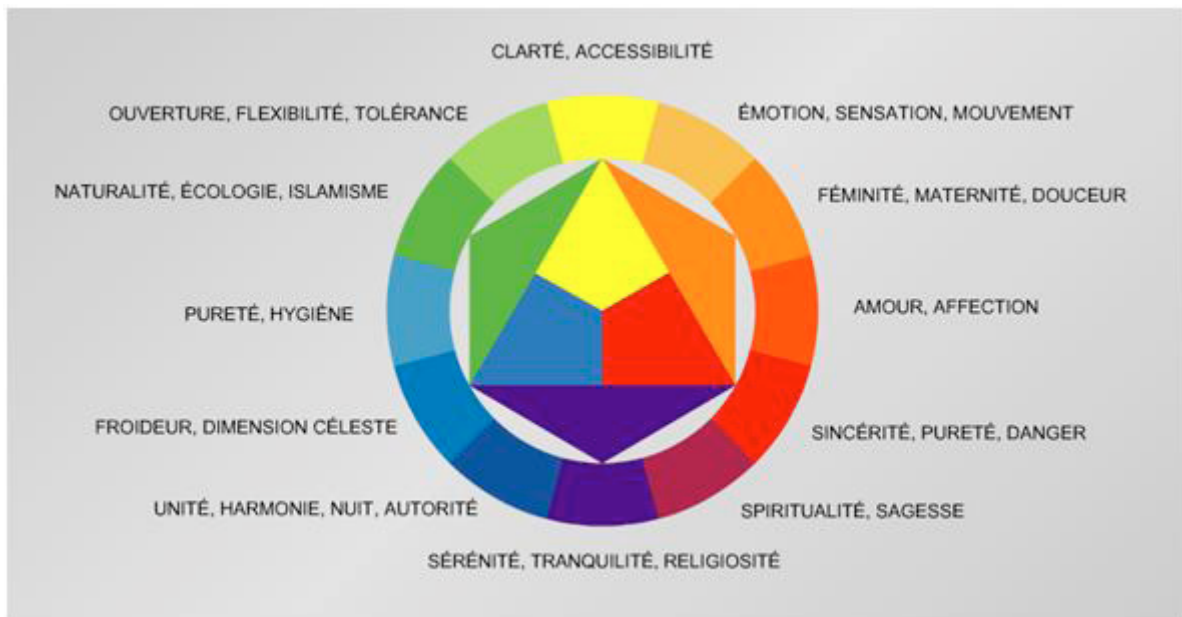 CLARTÉ, ACCESSIBILITÉ
OUVERTURE, FLEXIBILITÉ, TOLÉRANCE
ÉMOTION, SENSATION, MOUVEMENT
NATURALITÉ, ÉCOLOGIE, ISLAMISME
FÉMINITÉ, MATERNITÉ, DOUCEUR
PURETÉ, HYGIÈNE
AMOUR, AFFECTION
FROIDEUR, DIMENSION CÉLESTE
SINCÉRITÉ, PURETÉ, DANGER
UNITÉ, HARMONIE, NUIT, AUTORITÉ
SPIRITUALITÉ, SAGESSE
SÉRÉNITÉ, TRANQUILITÉ, RELIGIOSITÉ